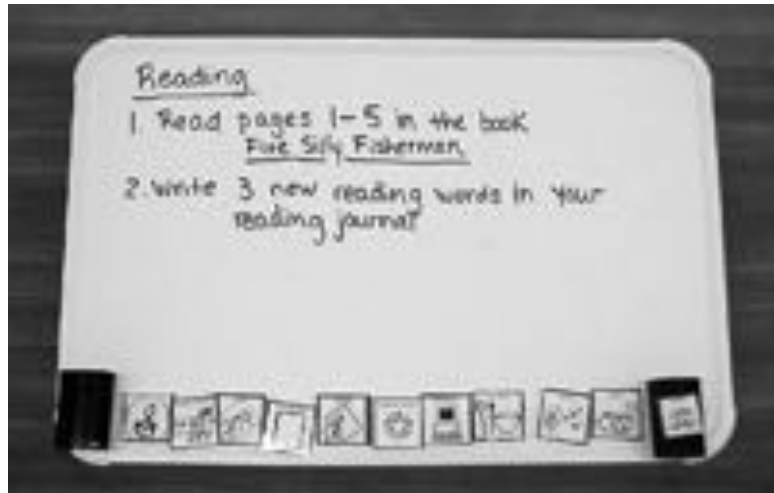 Reading
1. Read pages 1-5 in the book
Five Silly Fisherman
2. Write 3 new reading words in your
reading journal